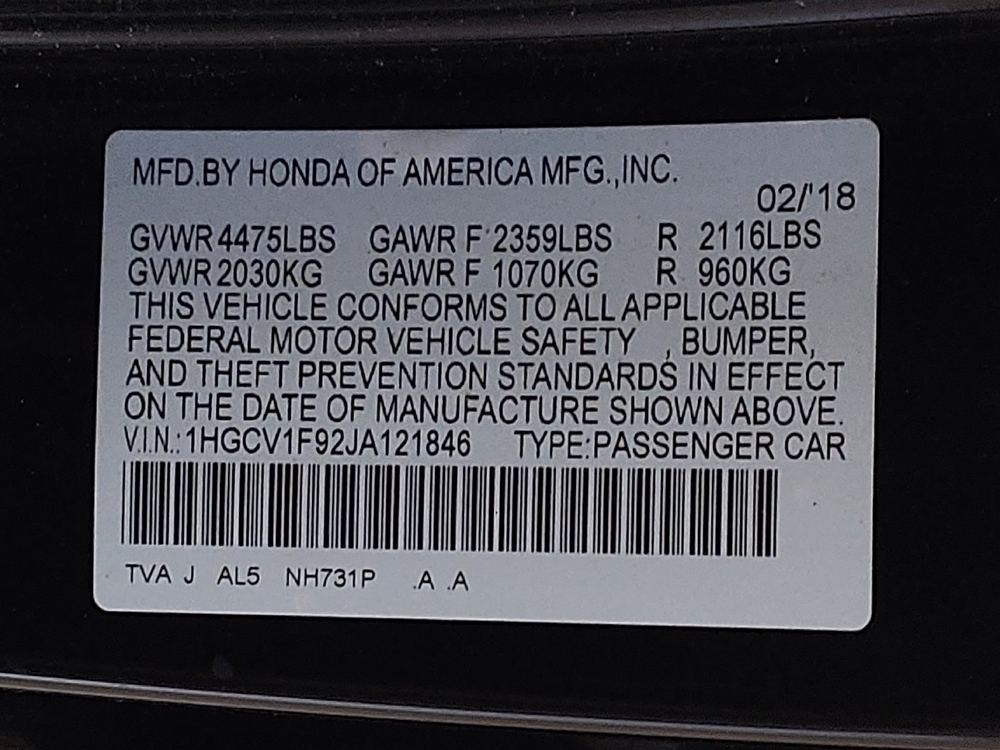 MFD.BY HONDA OF AMERICA MFG.,INC.
02/'18
GVWR 4475LBS GAWR F 2359LBS R 2116LBS
GVWR 2030KG GAWR F 1070KG R 960KG
THIS VEHICLE CONFORMS TO ALL APPLICABLE
FEDERAL MOTOR VEHICLE SAFETY , BUMPER,
AND THEFT PREVENTION STANDARDS IN EFFECT
ON THE DATE OF MANUFACTURE SHOWN ABOVE.
V.I.N.: 1HGCV1F92JA121846 TYPE:PASSENGER CAR
TVA J AL5 NH731P .A .A